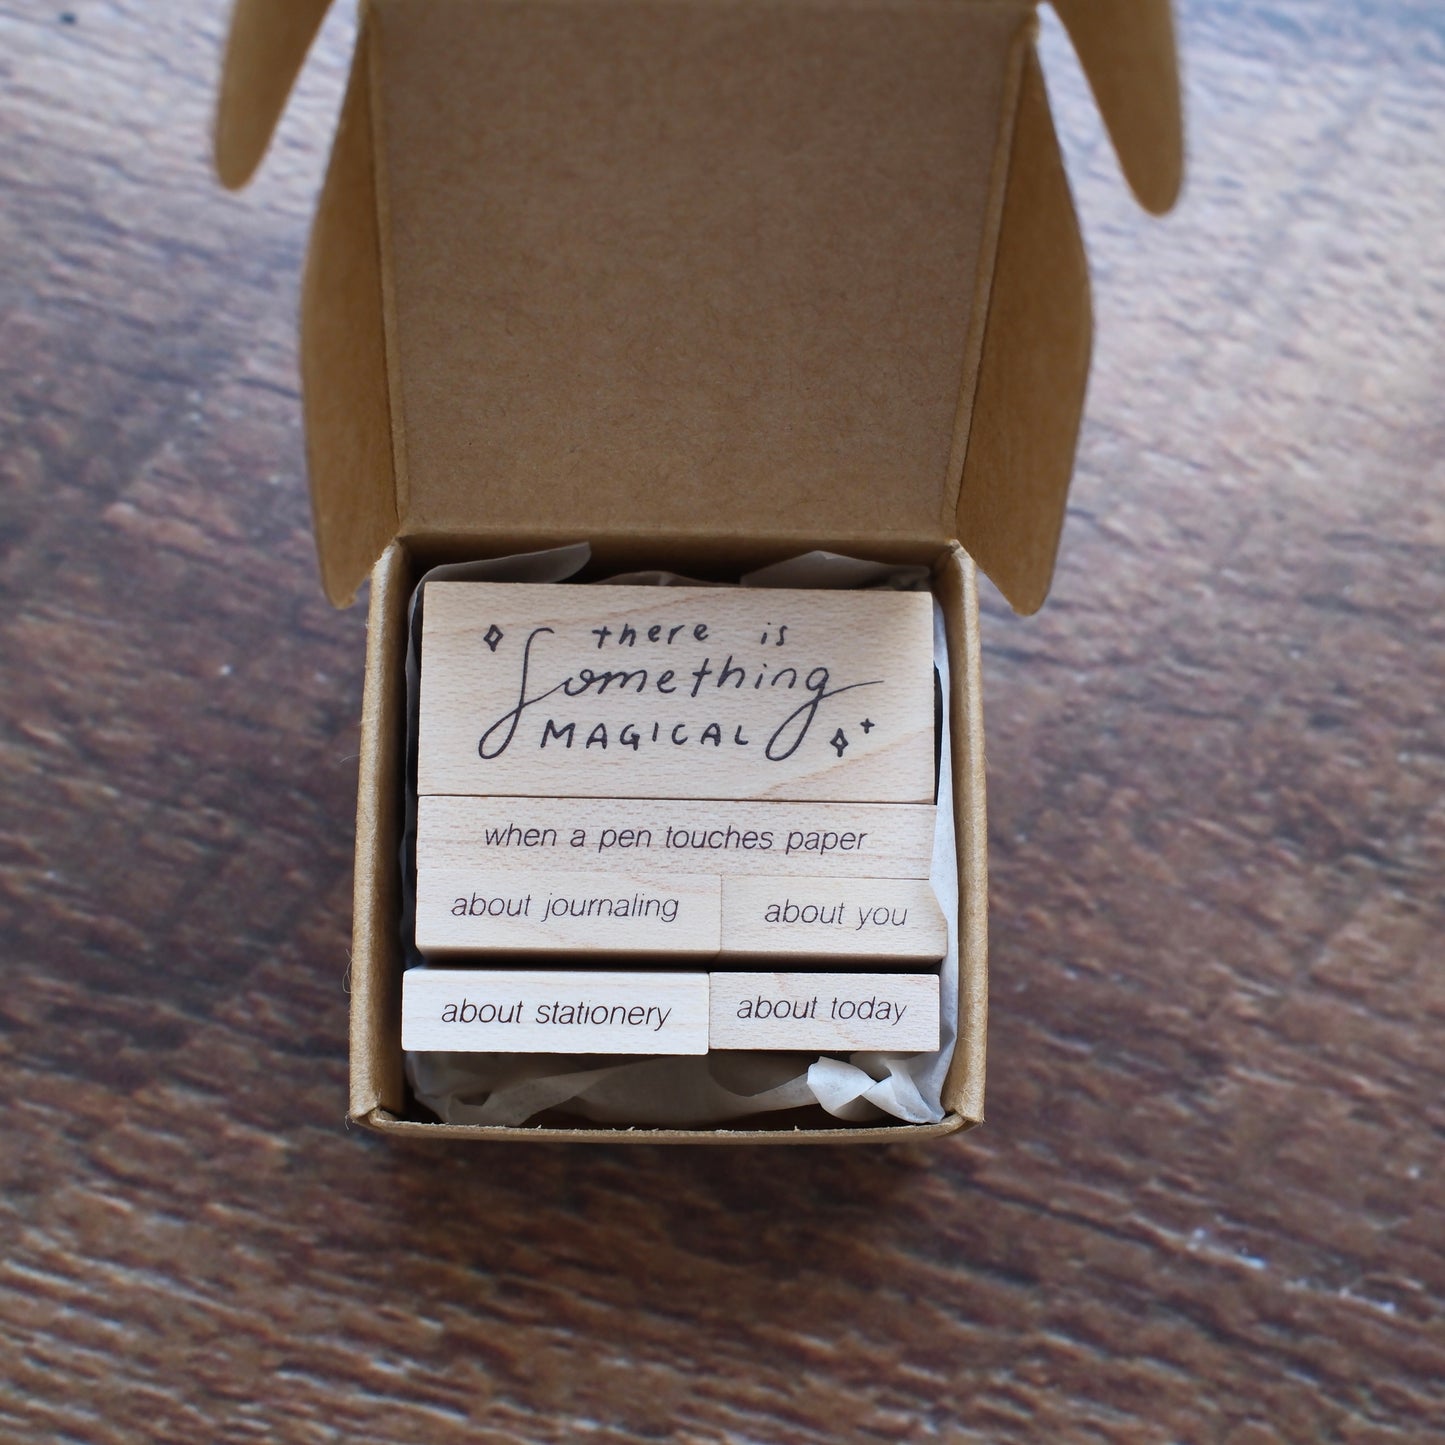 there is
Something
MAGICAL
when a pen touches paper
about journaling
about you
about stationery
about today